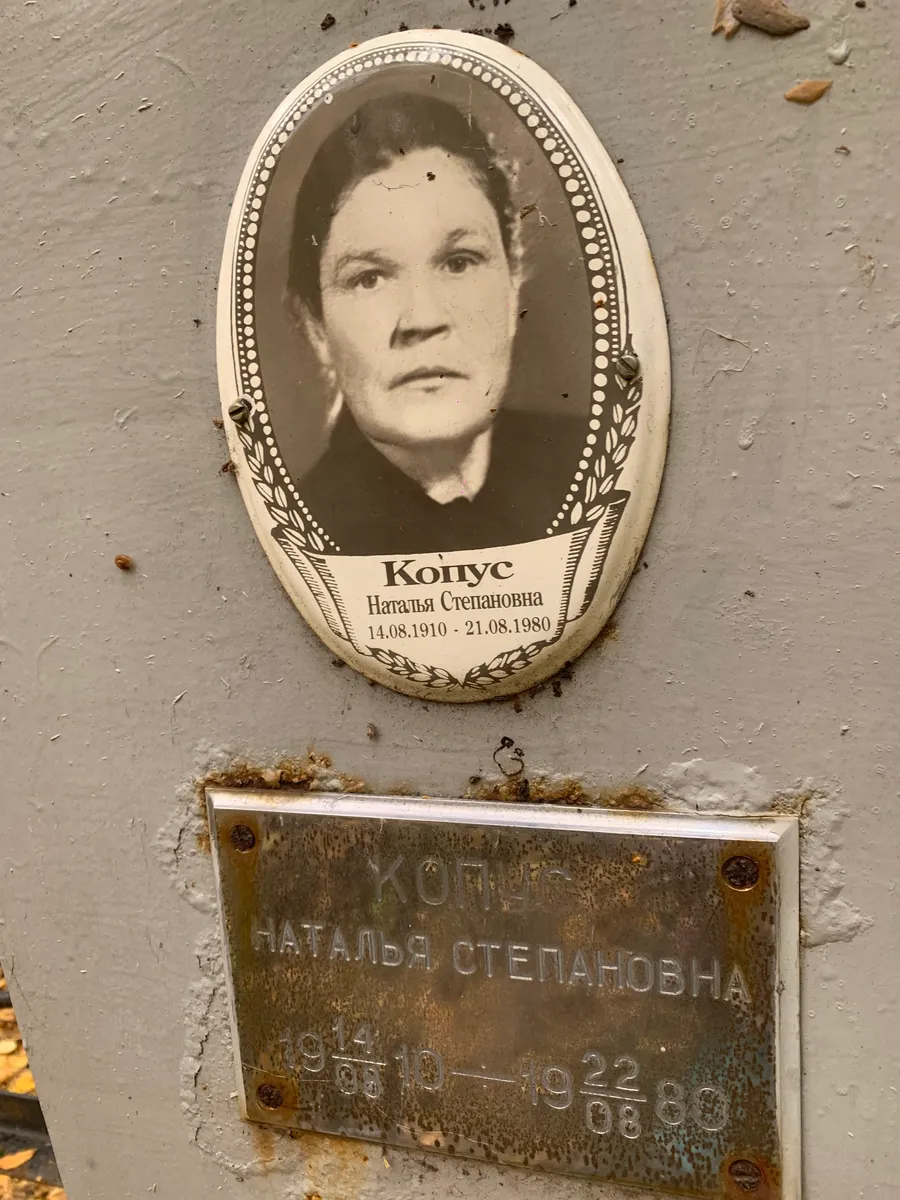 Копус
Наталья Степановна
14.08.1910 - 21.08.1980
КОПУС
НАТАЛЬЯ СТЕПАНОВНА
19 14/08 10 — 19 22/08 80